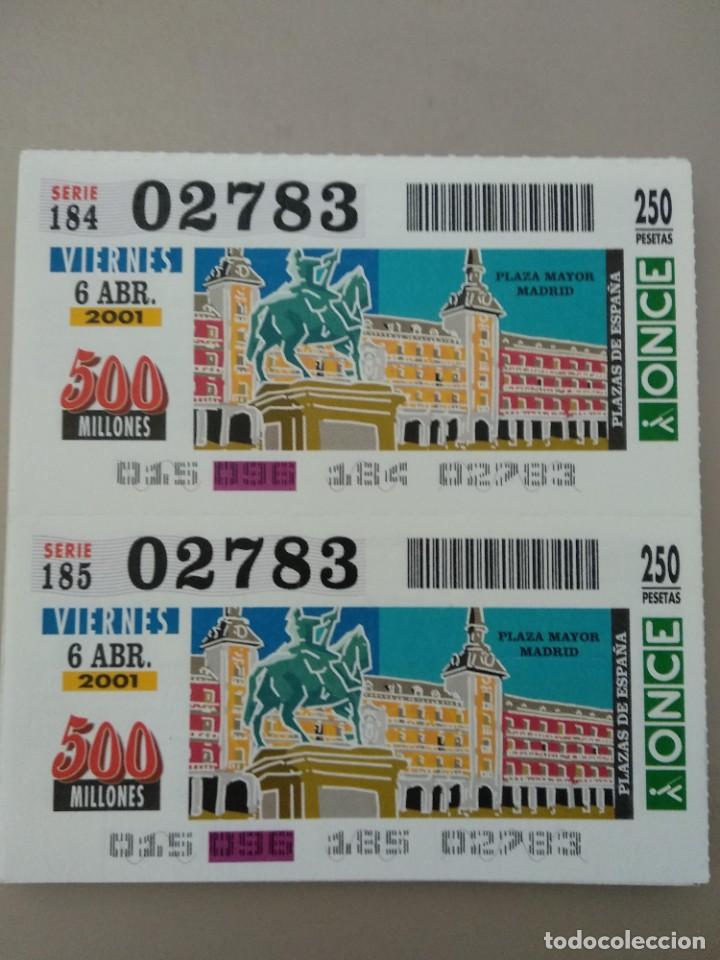 SERIE
184
02783
250
PESETAS
VIERNES
6 ABR.
2001
500
MILLONES
PLAZA MAYOR
MADRID
PLAZAS DE ESPAÑA
ONCE
015 096 184 02783
SERIE
185
02783
250
PESETAS
VIERNES
6 ABR.
2001
500
MILLONES
PLAZA MAYOR
MADRID
PLAZAS DE ESPAÑA
ONCE
015 096 185 02783
todocoleccion